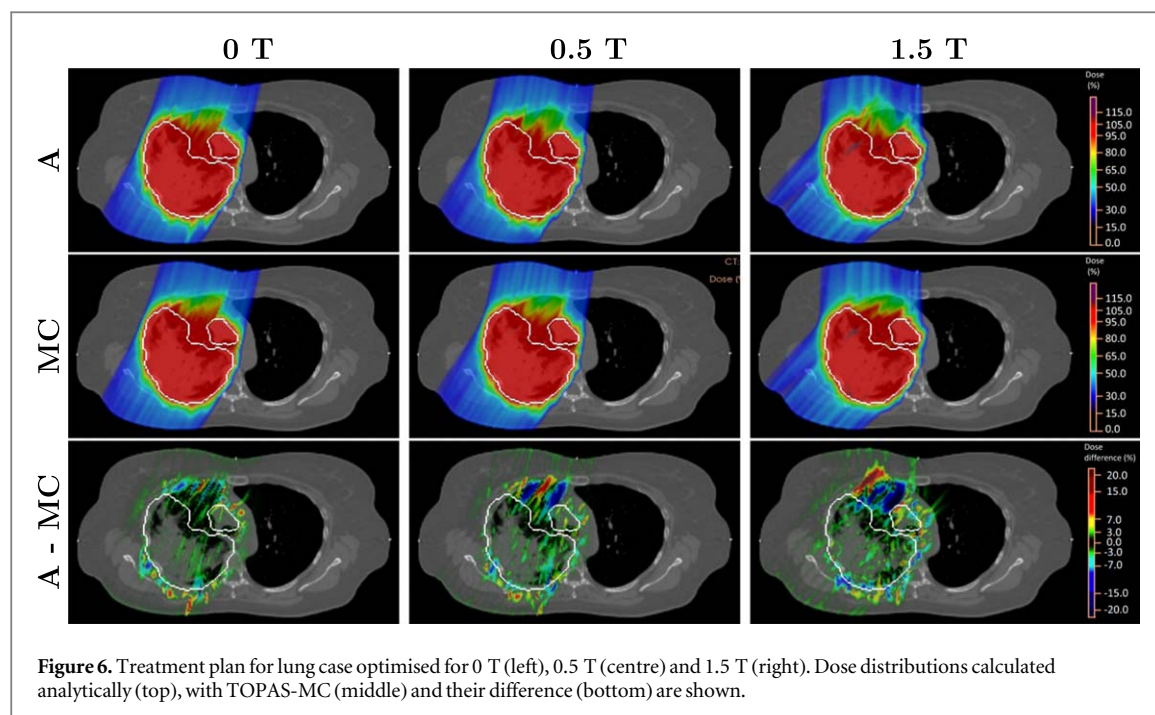 0 T 0.5 T 1.5 T
A
Dose
(%)
115.0
105.0
95.0
80.0
65.0
50.0
30.0
15.0
0.0
MC
CT:
Dose (%
Dose
(%)
115.0
105.0
95.0
80.0
65.0
50.0
30.0
15.0
0.0
A - MC
Dose
difference (%)
20.0
15.0
7.0
3.0
0.0
-3.0
-7.0
-15.0
-20.0
Figure 6. Treatment plan for lung case optimised for 0 T (left), 0.5 T (centre) and 1.5 T (right). Dose distributions calculated
analytically (top), with TOPAS-MC (middle) and their difference (bottom) are shown.